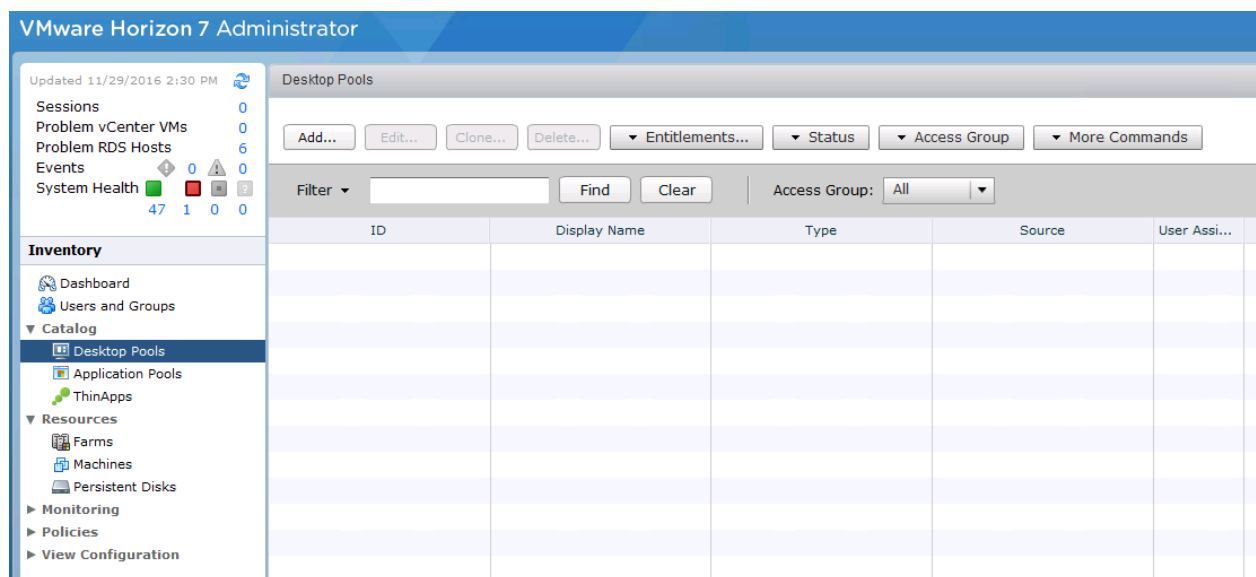 VMware Horizon 7 Administrator
Updated 11/29/2016 2:30 PM
Sessions 0
Problem vCenter VMs 0
Problem RDS Hosts 6
Events 0 0
System Health ?
47 1 0 0
Inventory
Dashboard
Users and Groups
Catalog
Desktop Pools
Application Pools
ThinApps
Resources
Farms
Machines
Persistent Disks
Monitoring
Policies
View Configuration
Desktop Pools
Add... Edit... Clone... Delete... Entitlements... Status Access Group More Commands
Filter Find Clear Access Group: All
ID Display Name Type Source User Assi...